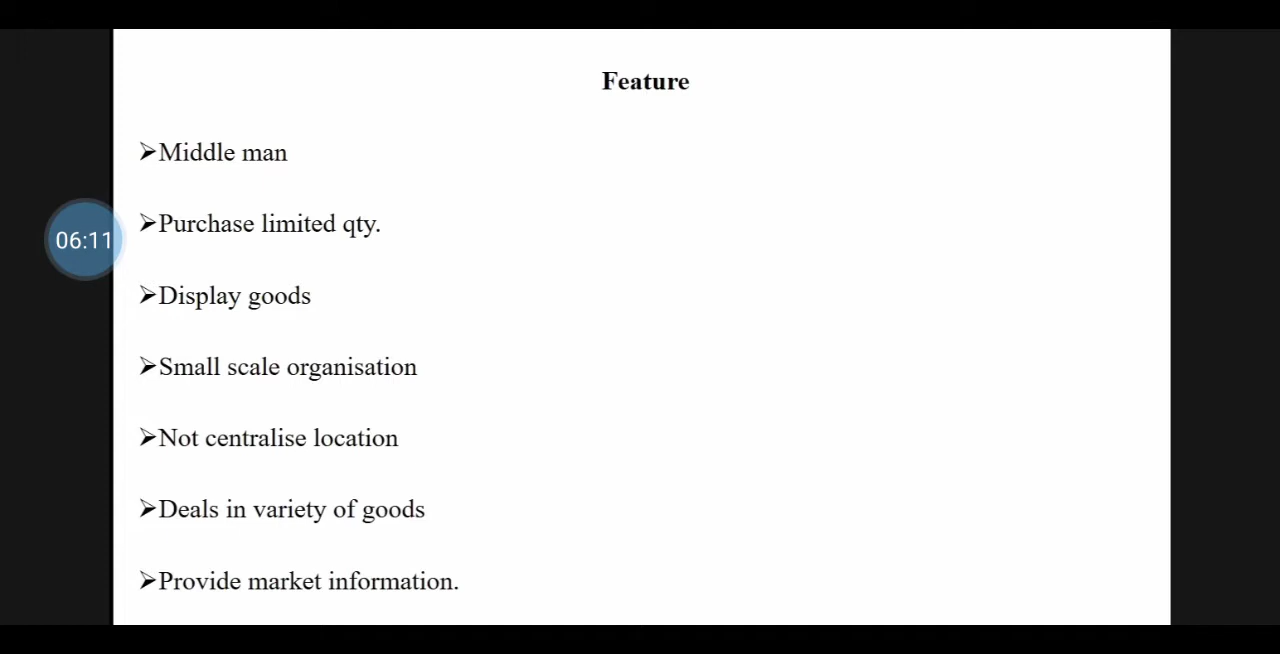 Feature
➢Middle man
➢Purchase limited qty.
06:11
➢Display goods
➢Small scale organisation
➢Not centralise location
➢Deals in variety of goods
➢Provide market information.